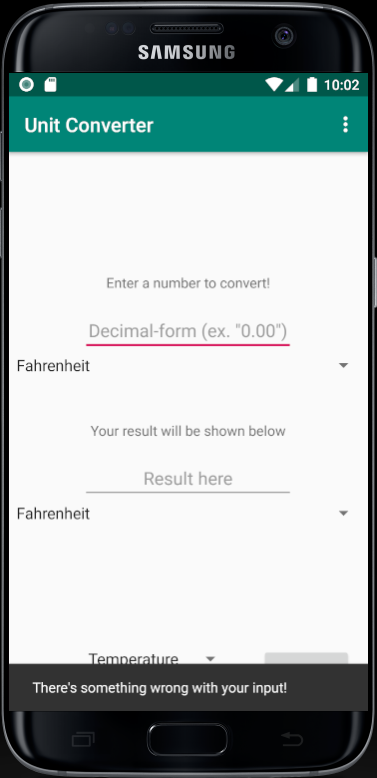 SAMSUNG
10:02
Unit Converter
Enter a number to convert!
Decimal-form (ex. "0.00")
Fahrenheit
Your result will be shown below
Result here
Fahrenheit
Temperature
There's something wrong with your input!